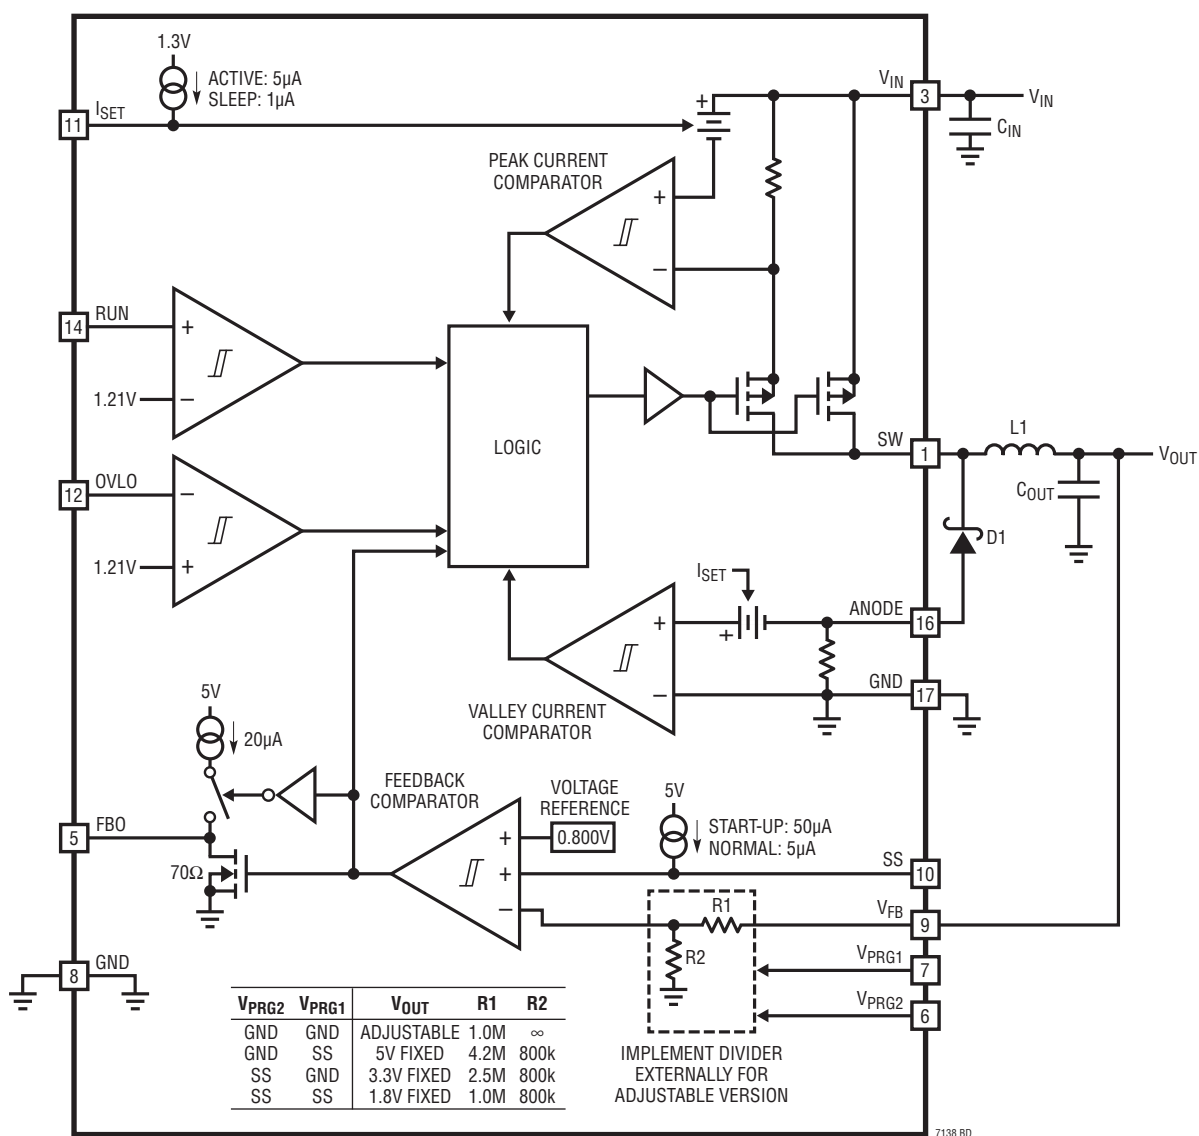 1.3V
ACTIVE: 5µA
SLEEP: 1µA
11
ISET
VIN
3
VIN
CIN
+
PEAK CURRENT
COMPARATOR
+
–
14
RUN
+
1.21V
–
LOGIC
SW
1
L1
VOUT
COUT
D1
12
OVLO
–
1.21V
+
ISET
+
+
–
ANODE
16
GND
17
VALLEY CURRENT
COMPARATOR
5V
20µA
FEEDBACK
COMPARATOR
VOLTAGE
REFERENCE
0.800V
5V
START-UP: 50µA
NORMAL: 5µA
5
FBO
70Ω
+
+
–
SS
10
R1
R2
VFB
9
VPRG1
7
VPRG2
6
8
GND
VPRG2 VPRG1 VOUT R1 R2
GND GND ADJUSTABLE 1.0M ∞
GND SS 5V FIXED 4.2M 800k
SS GND 3.3V FIXED 2.5M 800k
SS SS 1.8V FIXED 1.0M 800k
IMPLEMENT DIVIDER
EXTERNALLY FOR
ADJUSTABLE VERSION
7138 BD